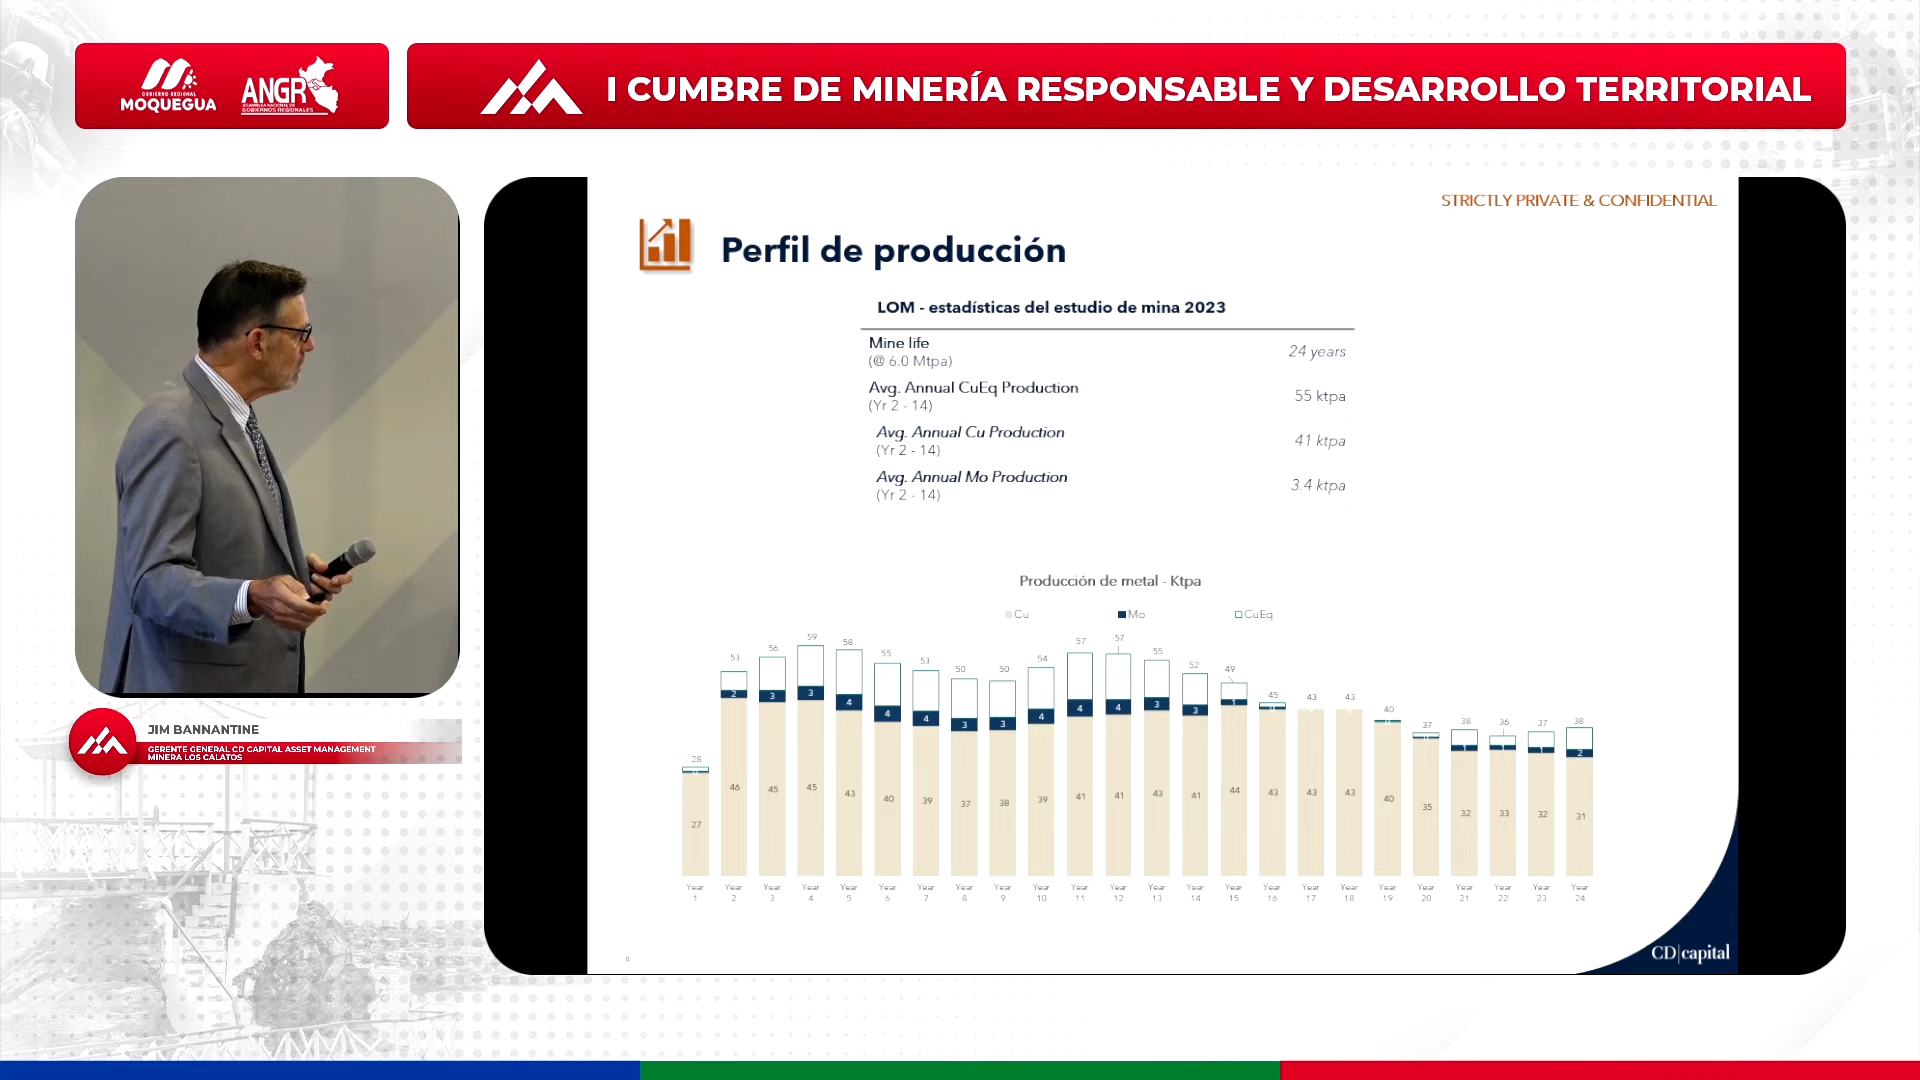 GOBIERNO REGIONAL
MOQUEGUA
ANGR
ASAMBLEA NACIONAL DE
GOBIERNOS REGIONALES
I CUMBRE DE MINERÍA RESPONSABLE Y DESARROLLO TERRITORIAL
JIM BANNANTINE
GERENTE GENERAL CD CAPITAL ASSET MANAGEMENT
MINERA LOS CALATOS
STRICTLY PRIVATE & CONFIDENTIAL
Perfil de producción
LOM - estadísticas del estudio de mina 2023
Mine life 24 years
(@ 6.0 Mtpa)
Avg. Annual CuEq Production 55 ktpa
(Yr 2 - 14)
Avg. Annual Cu Production 41 ktpa
(Yr 2 - 14)
Avg. Annual Mo Production 3.4 ktpa
(Yr 2 - 14)
Producción de metal - Ktpa
Cu Mo CuEq
28 53 56 59 58 55 53 50 50 54 57 57 55 52 49 45 43 43 40 37 38 36 37 38
2 3 3 4 4 4 3 3 4 4 4 3 3 1 1 1 1 2
27 46 45 45 43 40 39 37 38 39 41 41 43 41 44 43 43 43 40 35 32 33 32 31
Year Year Year Year Year Year Year Year Year Year Year Year Year Year Year Year Year Year Year Year Year Year Year Year
1 2 3 4 5 6 7 8 9 10 11 12 13 14 15 16 17 18 19 20 21 22 23 24
CD|capital